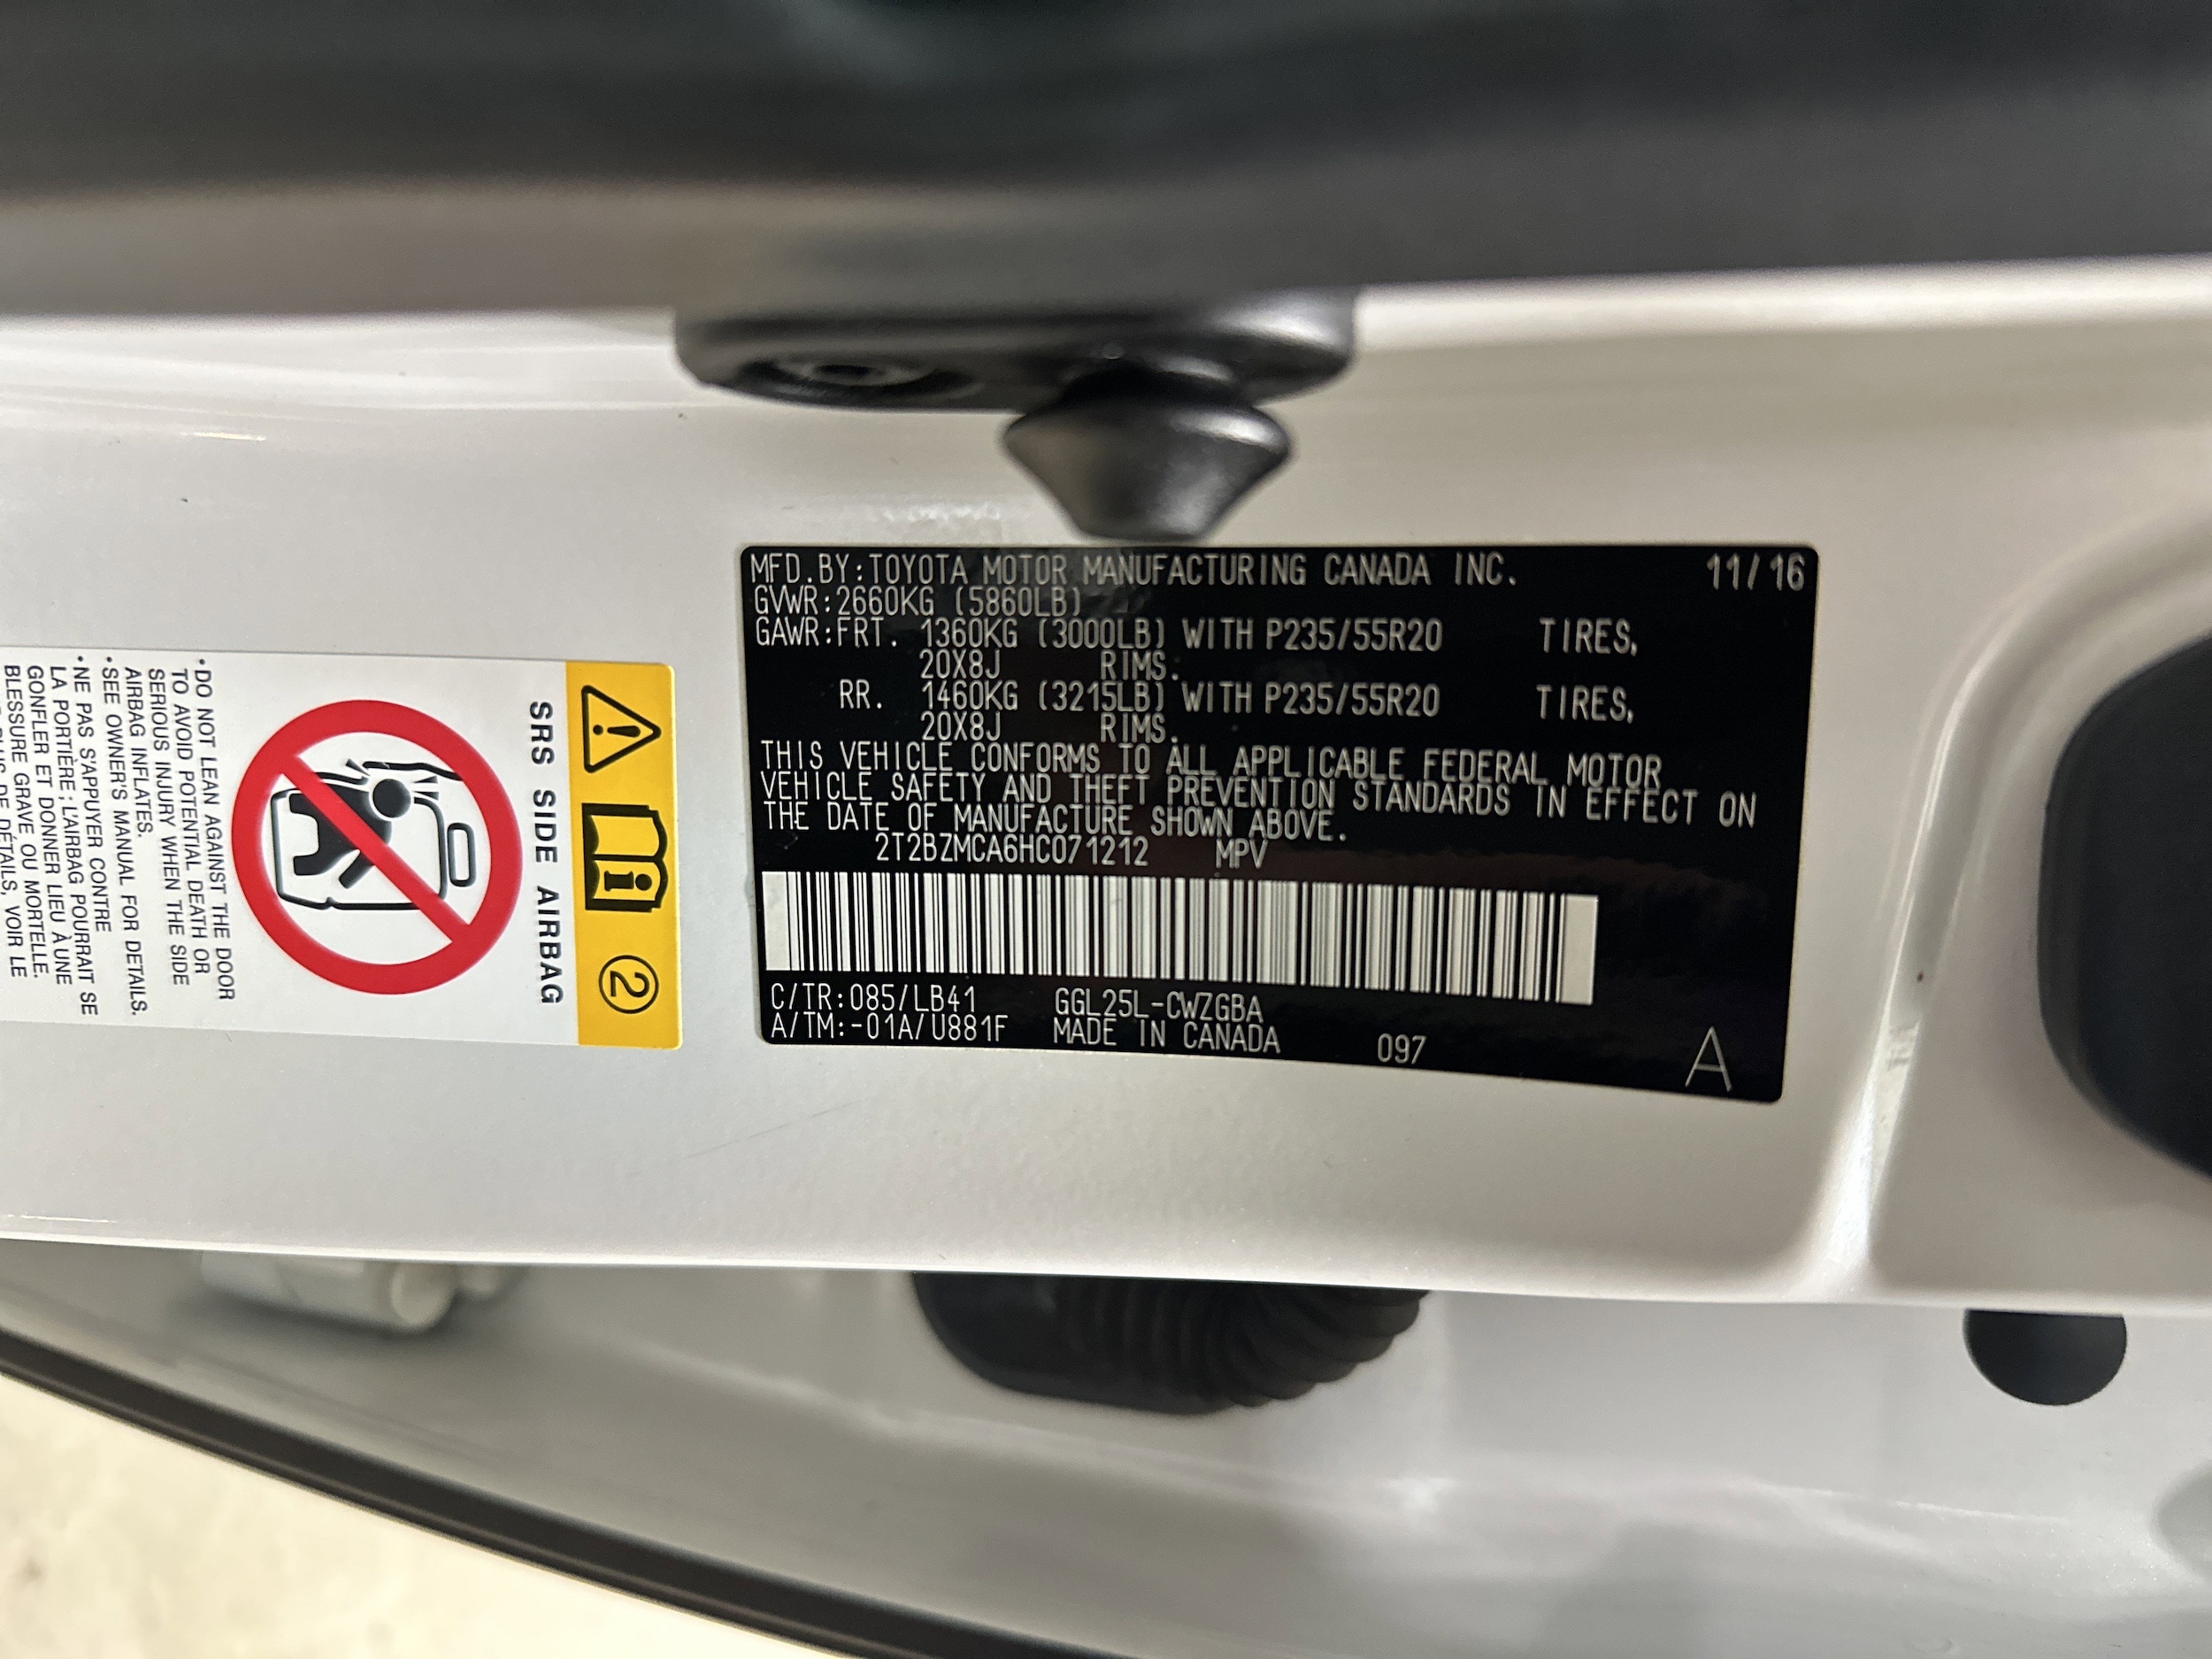 MFD.BY:TOYOTA MOTOR MANUFACTURING CANADA INC. 11/16
GVWR:2660KG (5860LB)
GAWR:FRT. 1360KG (3000LB) WITH P235/55R20 TIRES,
20X8J RIMS.
RR. 1460KG (3215LB) WITH P235/55R20 TIRES,
20X8J RIMS.
THIS VEHICLE CONFORMS TO ALL APPLICABLE FEDERAL MOTOR
VEHICLE SAFETY AND THEFT PREVENTION STANDARDS IN EFFECT ON
THE DATE OF MANUFACTURE SHOWN ABOVE.
2T2BZMCA6HC071212 MPV
C/TR:085/LB41 GGL25L-CWZGBA
A/TM:-01A/U881F MADE IN CANADA 097 A
2
SRS SIDE AIRBAG
•DO NOT LEAN AGAINST THE DOOR
TO AVOID POTENTIAL DEATH OR
SERIOUS INJURY WHEN THE SIDE
AIRBAG INFLATES.
•SEE OWNER'S MANUAL FOR DETAILS.
•NE PAS S'APPUYER CONTRE
LA PORTIÈRE; L'AIRBAG POURRAIT SE
GONFLER ET DONNER LIEU À UNE
BLESSURE GRAVE OU MORTELLE.
DE DÉTAILS, VOIR LE